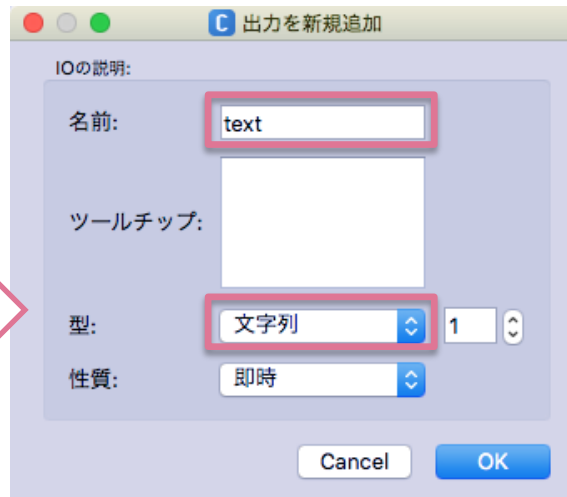 C 出力を新規追加
IOの説明:
名前: text
ツールチップ:
型: 文字列 1
性質: 即時
Cancel OK